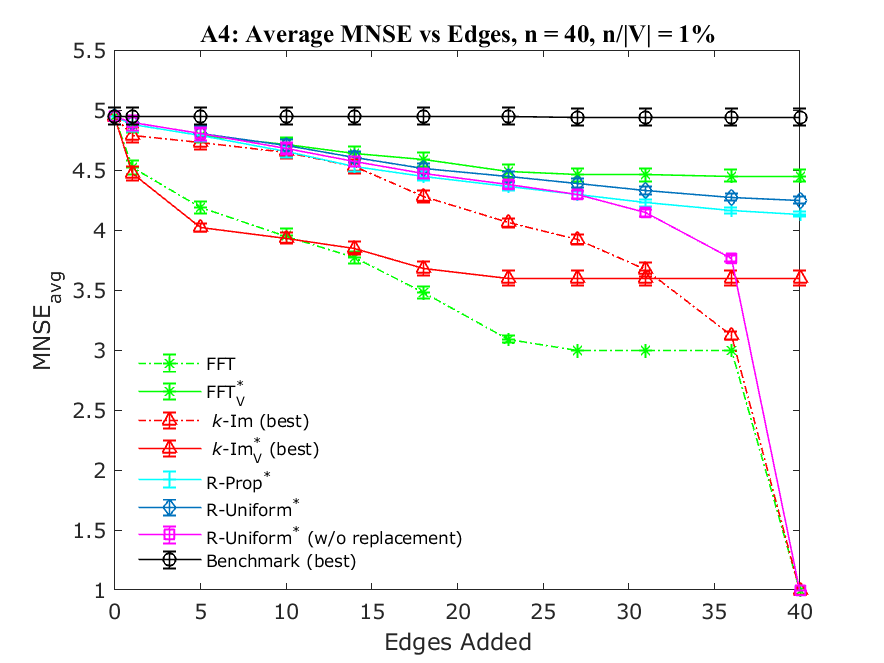 A4: Average MNSE vs Edges, n = 40, n/|V| = 1%
5.5
5
4.5
4
3.5
3
2.5
2
1.5
1
MNSE_avg
FFT
FFT*_V
k-Im (best)
k-Im*_V (best)
R-Prop*
R-Uniform*
R-Uniform* (w/o replacement)
Benchmark (best)
0 5 10 15 20 25 30 35 40
Edges Added